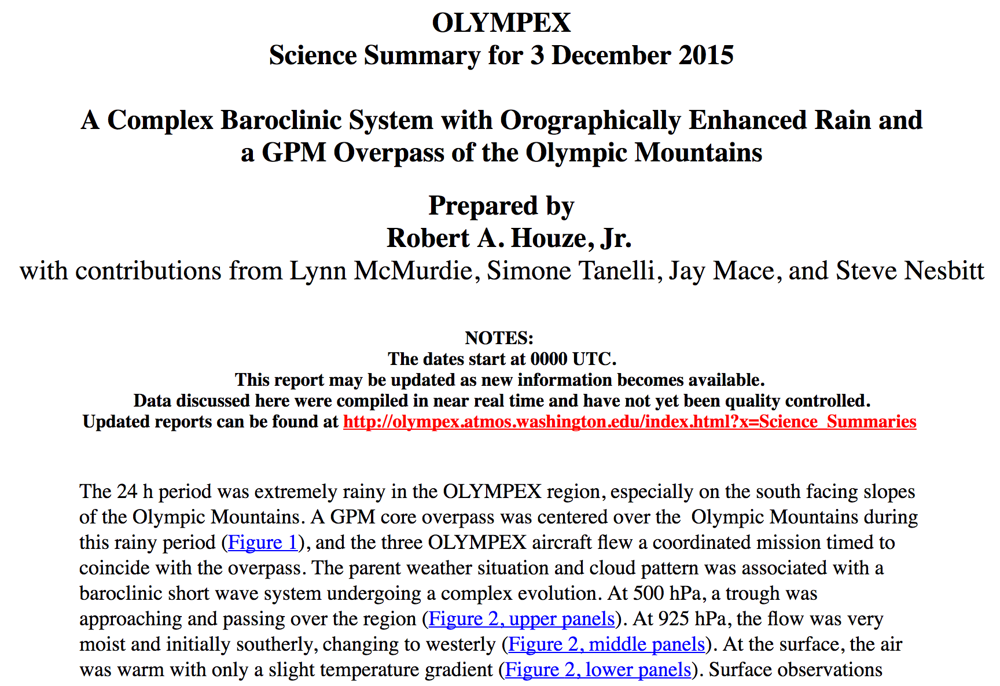 OLYMPEX
Science Summary for 3 December 2015
A Complex Baroclinic System with Orographically Enhanced Rain and
a GPM Overpass of the Olympic Mountains
Prepared by
Robert A. Houze, Jr.
with contributions from Lynn McMurdie, Simone Tanelli, Jay Mace, and Steve Nesbitt
NOTES:
The dates start at 0000 UTC.
This report may be updated as new information becomes available.
Data discussed here were compiled in near real time and have not yet been quality controlled.
Updated reports can be found at http://olympex.atmos.washington.edu/index.html?x=Science_Summaries
The 24 h period was extremely rainy in the OLYMPEX region, especially on the south facing slopes
of the Olympic Mountains. A GPM core overpass was centered over the Olympic Mountains during
this rainy period (Figure 1), and the three OLYMPEX aircraft flew a coordinated mission timed to
coincide with the overpass. The parent weather situation and cloud pattern was associated with a
baroclinic short wave system undergoing a complex evolution. At 500 hPa, a trough was
approaching and passing over the region (Figure 2, upper panels). At 925 hPa, the flow was very
moist and initially southerly, changing to westerly (Figure 2, middle panels). At the surface, the air
was warm with only a slight temperature gradient (Figure 2, lower panels). Surface observations